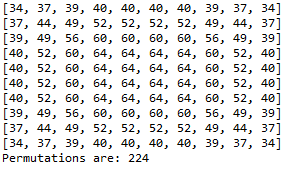 [34, 37, 39, 40, 40, 40, 40, 39, 37, 34]
[37, 44, 49, 52, 52, 52, 52, 49, 44, 37]
[39, 49, 56, 60, 60, 60, 60, 56, 49, 39]
[40, 52, 60, 64, 64, 64, 64, 60, 52, 40]
[40, 52, 60, 64, 64, 64, 64, 60, 52, 40]
[40, 52, 60, 64, 64, 64, 64, 60, 52, 40]
[40, 52, 60, 64, 64, 64, 64, 60, 52, 40]
[39, 49, 56, 60, 60, 60, 60, 56, 49, 39]
[37, 44, 49, 52, 52, 52, 52, 49, 44, 37]
[34, 37, 39, 40, 40, 40, 40, 39, 37, 34]
Permutations are: 224